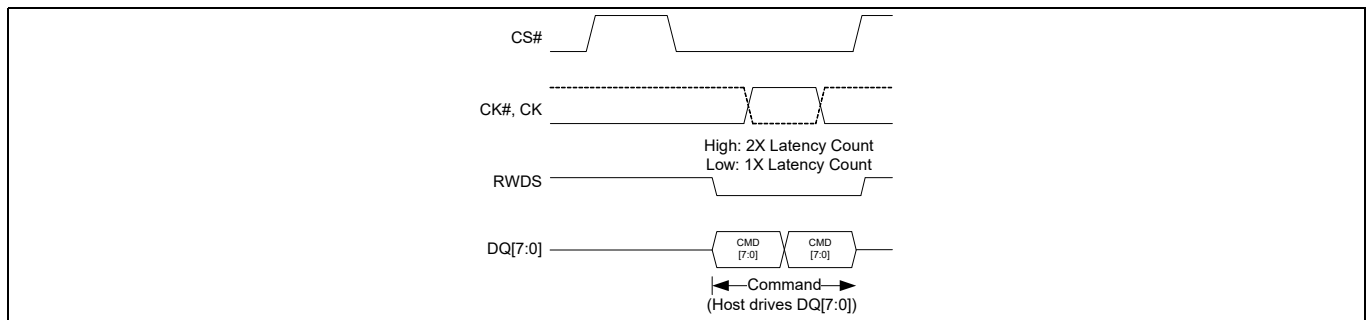 CS#
CK#, CK
High: 2X Latency Count
Low: 1X Latency Count
RWDS
DQ[7:0]
CMD
[7:0]
CMD
[7:0]
Command
(Host drives DQ[7:0])